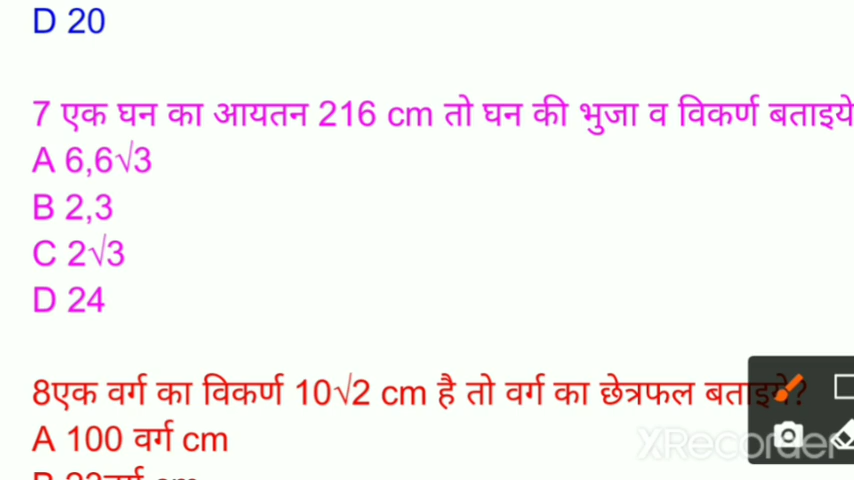 D 20
7 एक घन का आयतन 216 cm तो घन की भुजा व विकर्ण बताइये
A 6,6√3
B 2,3
C 2√3
D 24
8एक वर्ग का विकर्ण 10√2 cm है तो वर्ग का छेत्रफल बताइये?
A 100 वर्ग cm
XRecorder